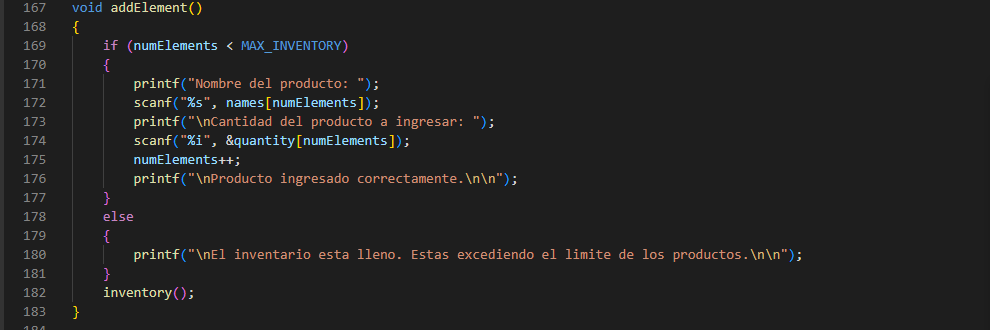 167 void addElement()
168 {
169     if (numElements < MAX_INVENTORY)
170     {
171         printf("Nombre del producto: ");
172         scanf("%s", names[numElements]);
173         printf("\nCantidad del producto a ingresar: ");
174         scanf("%i", &quantity[numElements]);
175         numElements++;
176         printf("\nProducto ingresado correctamente.\n\n");
177     }
178     else
179     {
180         printf("\nEl inventario esta lleno. Estas excediendo el limite de los productos.\n\n");
181     }
182     inventory();
183 }
184